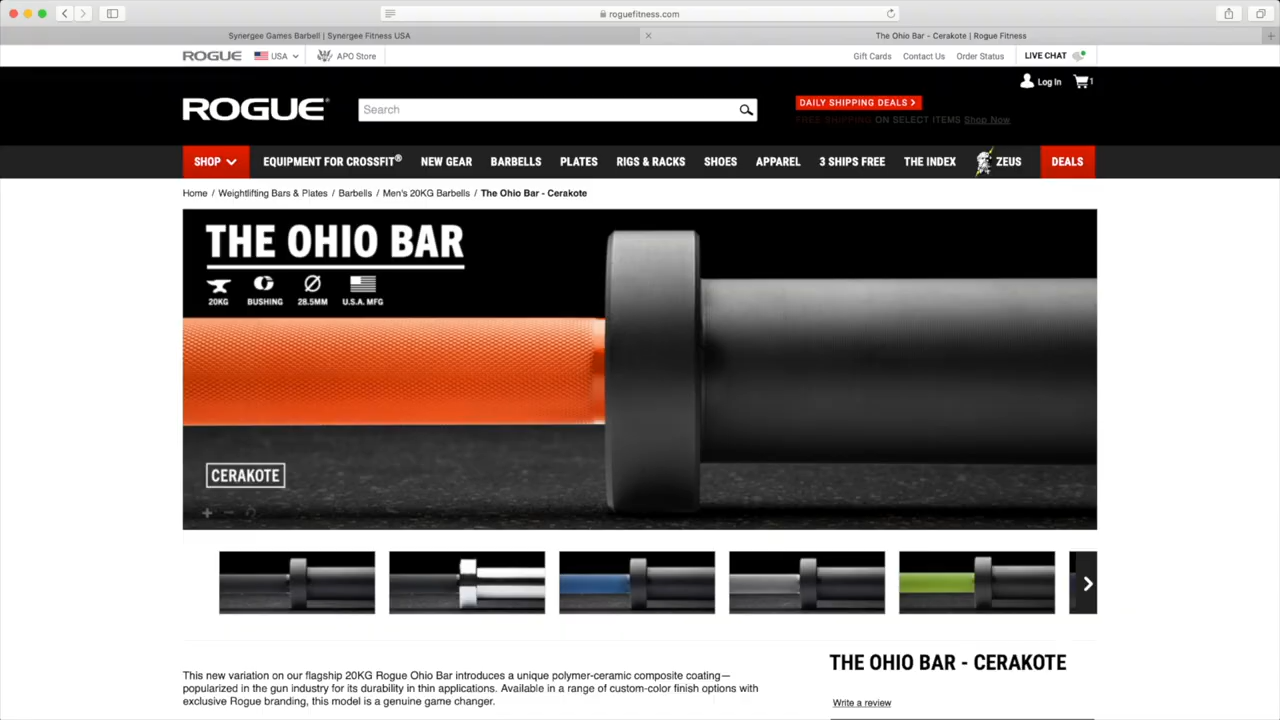 roguefitness.com
Synergee Games Barbell | Synergee Fitness USA
The Ohio Bar - Cerakote | Rogue Fitness
ROGUE
USA
APO Store
Gift Cards
Contact Us
Order Status
LIVE CHAT
Log In
1
ROGUE
Search
DAILY SHIPPING DEALS >
FREE SHIPPING ON SELECT ITEMS Shop Now
SHOP
EQUIPMENT FOR CROSSFIT®
NEW GEAR
BARBELLS
PLATES
RIGS & RACKS
SHOES
APPAREL
3 SHIPS FREE
THE INDEX
ZEUS
DEALS
Home / Weightlifting Bars & Plates / Barbells / Men's 20KG Barbells / The Ohio Bar - Cerakote
THE OHIO BAR
20KG
BUSHING
28.5MM
U.S.A. MFG
CERAKOTE
THE OHIO BAR - CERAKOTE
This new variation on our flagship 20KG Rogue Ohio Bar introduces a unique polymer-ceramic composite coating—
popularized in the gun industry for its durability in thin applications. Available in a range of custom-color finish options with
exclusive Rogue branding, this model is a genuine game changer.
Write a review